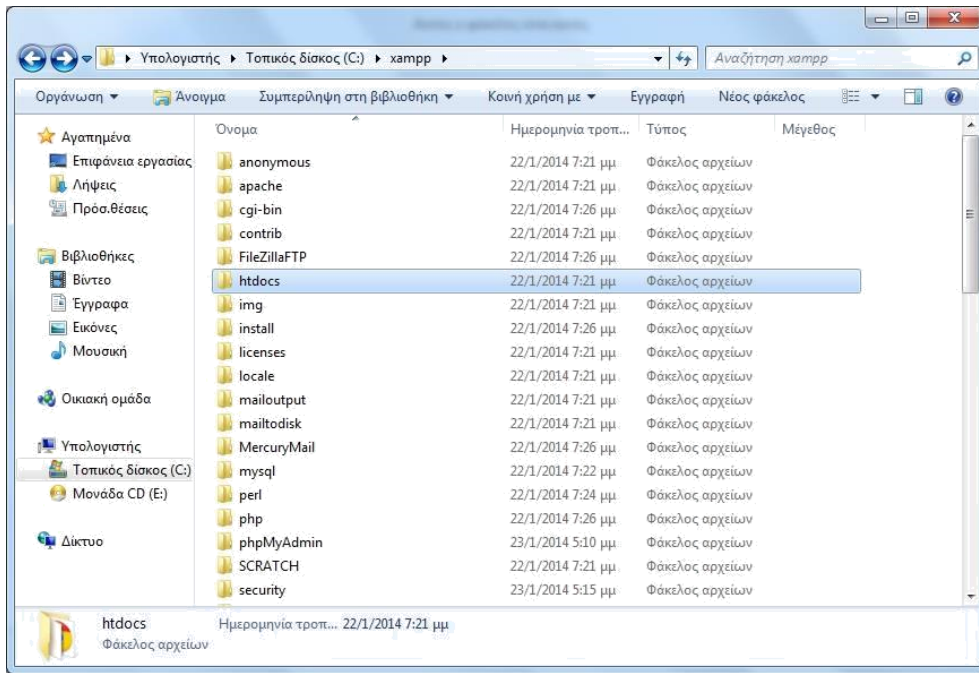 Υπολογιστής Τοπικός δίσκος (C:) xampp Αναζήτηση xampp
Οργάνωση Άνοιγμα Συμπερίληψη στη βιβλιοθήκη Κοινή χρήση με Εγγραφή Νέος φάκελος
Όνομα Ημερομηνία τροπ... Τύπος Μέγεθος
Αγαπημένα
Επιφάνεια εργασίας
Λήψεις
Πρόσ.θέσεις
Βιβλιοθήκες
Βίντεο
Έγγραφα
Εικόνες
Μουσική
Οικιακή ομάδα
Υπολογιστής
Τοπικός δίσκος (C:)
Μονάδα CD (E:)
Δίκτυο
anonymous 22/1/2014 7:21 μμ Φάκελος αρχείων
apache 22/1/2014 7:21 μμ Φάκελος αρχείων
cgi-bin 22/1/2014 7:26 μμ Φάκελος αρχείων
contrib 22/1/2014 7:21 μμ Φάκελος αρχείων
FileZillaFTP 22/1/2014 7:26 μμ Φάκελος αρχείων
htdocs 22/1/2014 7:21 μμ Φάκελος αρχείων
img 22/1/2014 7:21 μμ Φάκελος αρχείων
install 22/1/2014 7:26 μμ Φάκελος αρχείων
licenses 22/1/2014 7:21 μμ Φάκελος αρχείων
locale 22/1/2014 7:21 μμ Φάκελος αρχείων
mailoutput 22/1/2014 7:21 μμ Φάκελος αρχείων
mailtodisk 22/1/2014 7:21 μμ Φάκελος αρχείων
MercuryMail 22/1/2014 7:26 μμ Φάκελος αρχείων
mysql 22/1/2014 7:22 μμ Φάκελος αρχείων
perl 22/1/2014 7:24 μμ Φάκελος αρχείων
php 22/1/2014 7:26 μμ Φάκελος αρχείων
phpMyAdmin 23/1/2014 5:10 μμ Φάκελος αρχείων
SCRATCH 22/1/2014 7:21 μμ Φάκελος αρχείων
security 23/1/2014 5:15 μμ Φάκελος αρχείων
htdocs Ημερομηνία τροπ... 22/1/2014 7:21 μμ
Φάκελος αρχείων